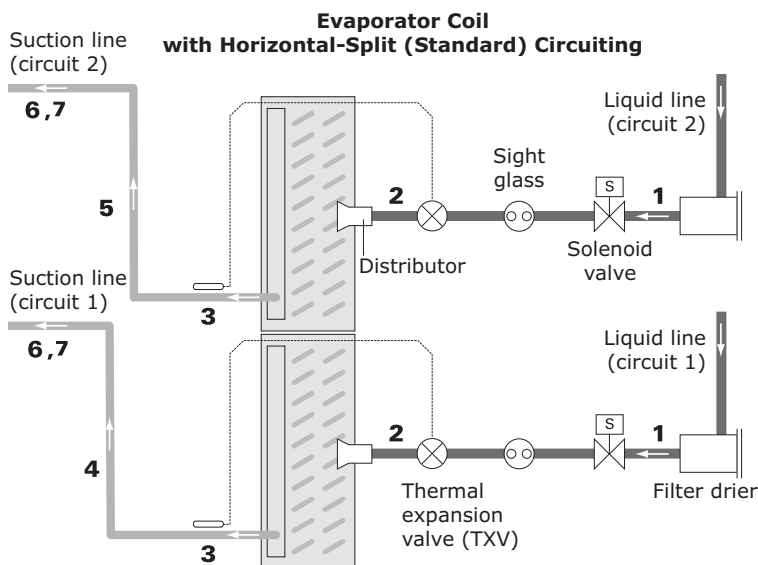 Evaporator Coil
with Horizontal-Split (Standard) Circuiting
Suction line
(circuit 2)
6,7
5
3
2
Distributor
Sight
glass
S
Solenoid
valve
1
Liquid line
(circuit 2)
Suction line
(circuit 1)
6,7
4
3
2
Thermal
expansion
valve (TXV)
S
1
Liquid line
(circuit 1)
Filter drier